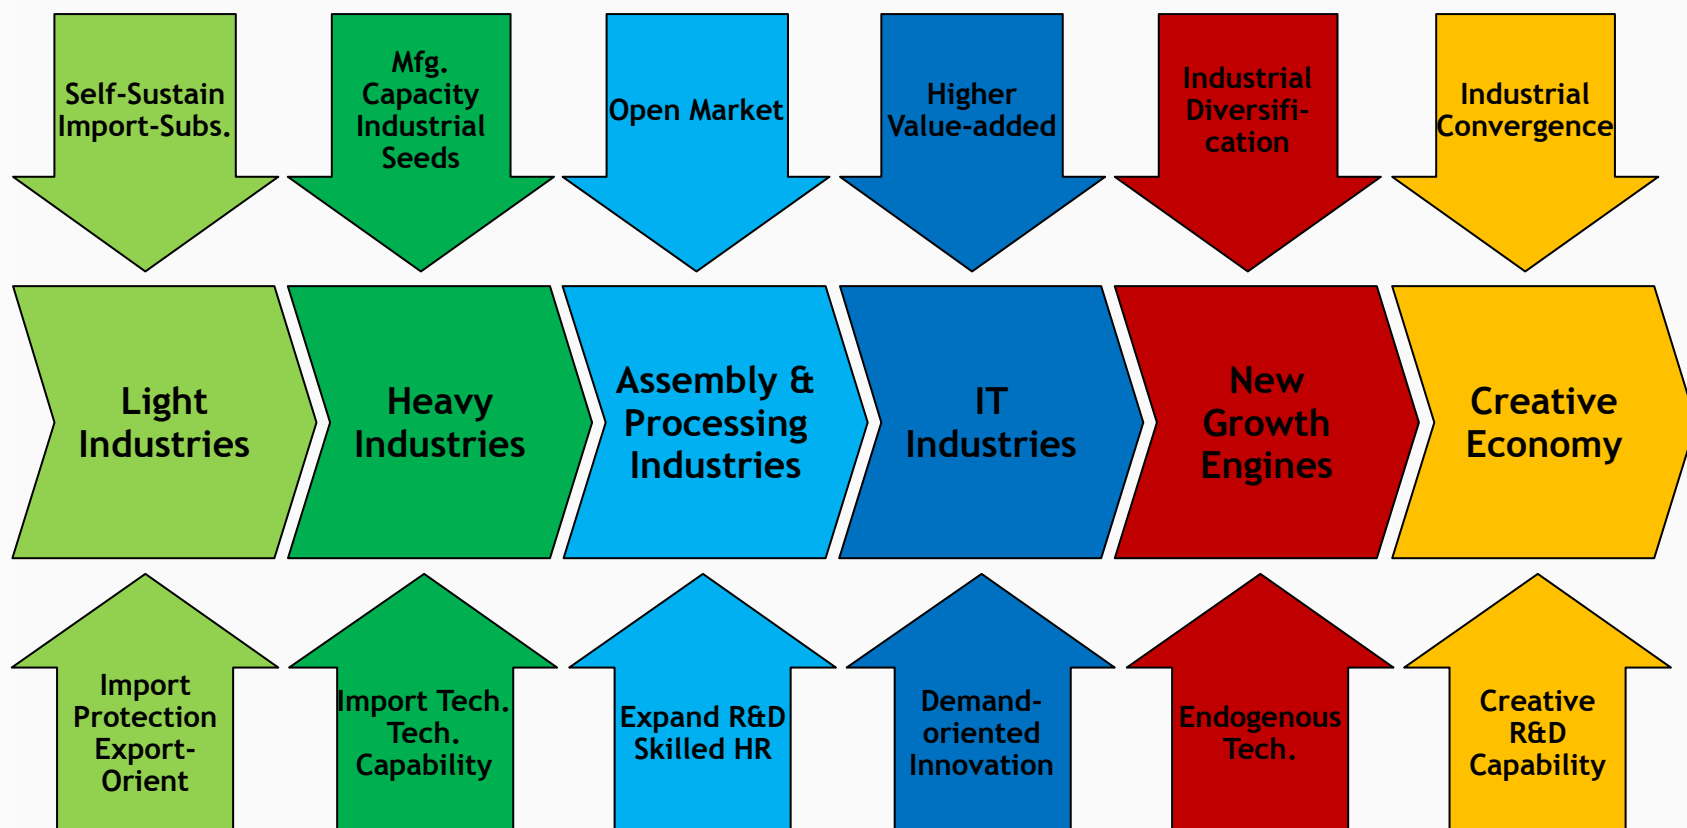 Self-Sustain
Import-Subs.
Mfg.
Capacity
Industrial
Seeds
Open Market
Higher
Value-added
Industrial
Diversifi-
cation
Industrial
Convergence
Light
Industries
Heavy
Industries
Assembly &
Processing
Industries
IT
Industries
New
Growth
Engines
Creative
Economy
Import
Protection
Export-
Orient
Import Tech.
Tech.
Capability
Expand R&D
Skilled HR
Demand-
oriented
Innovation
Endogenous
Tech.
Creative
R&D
Capability